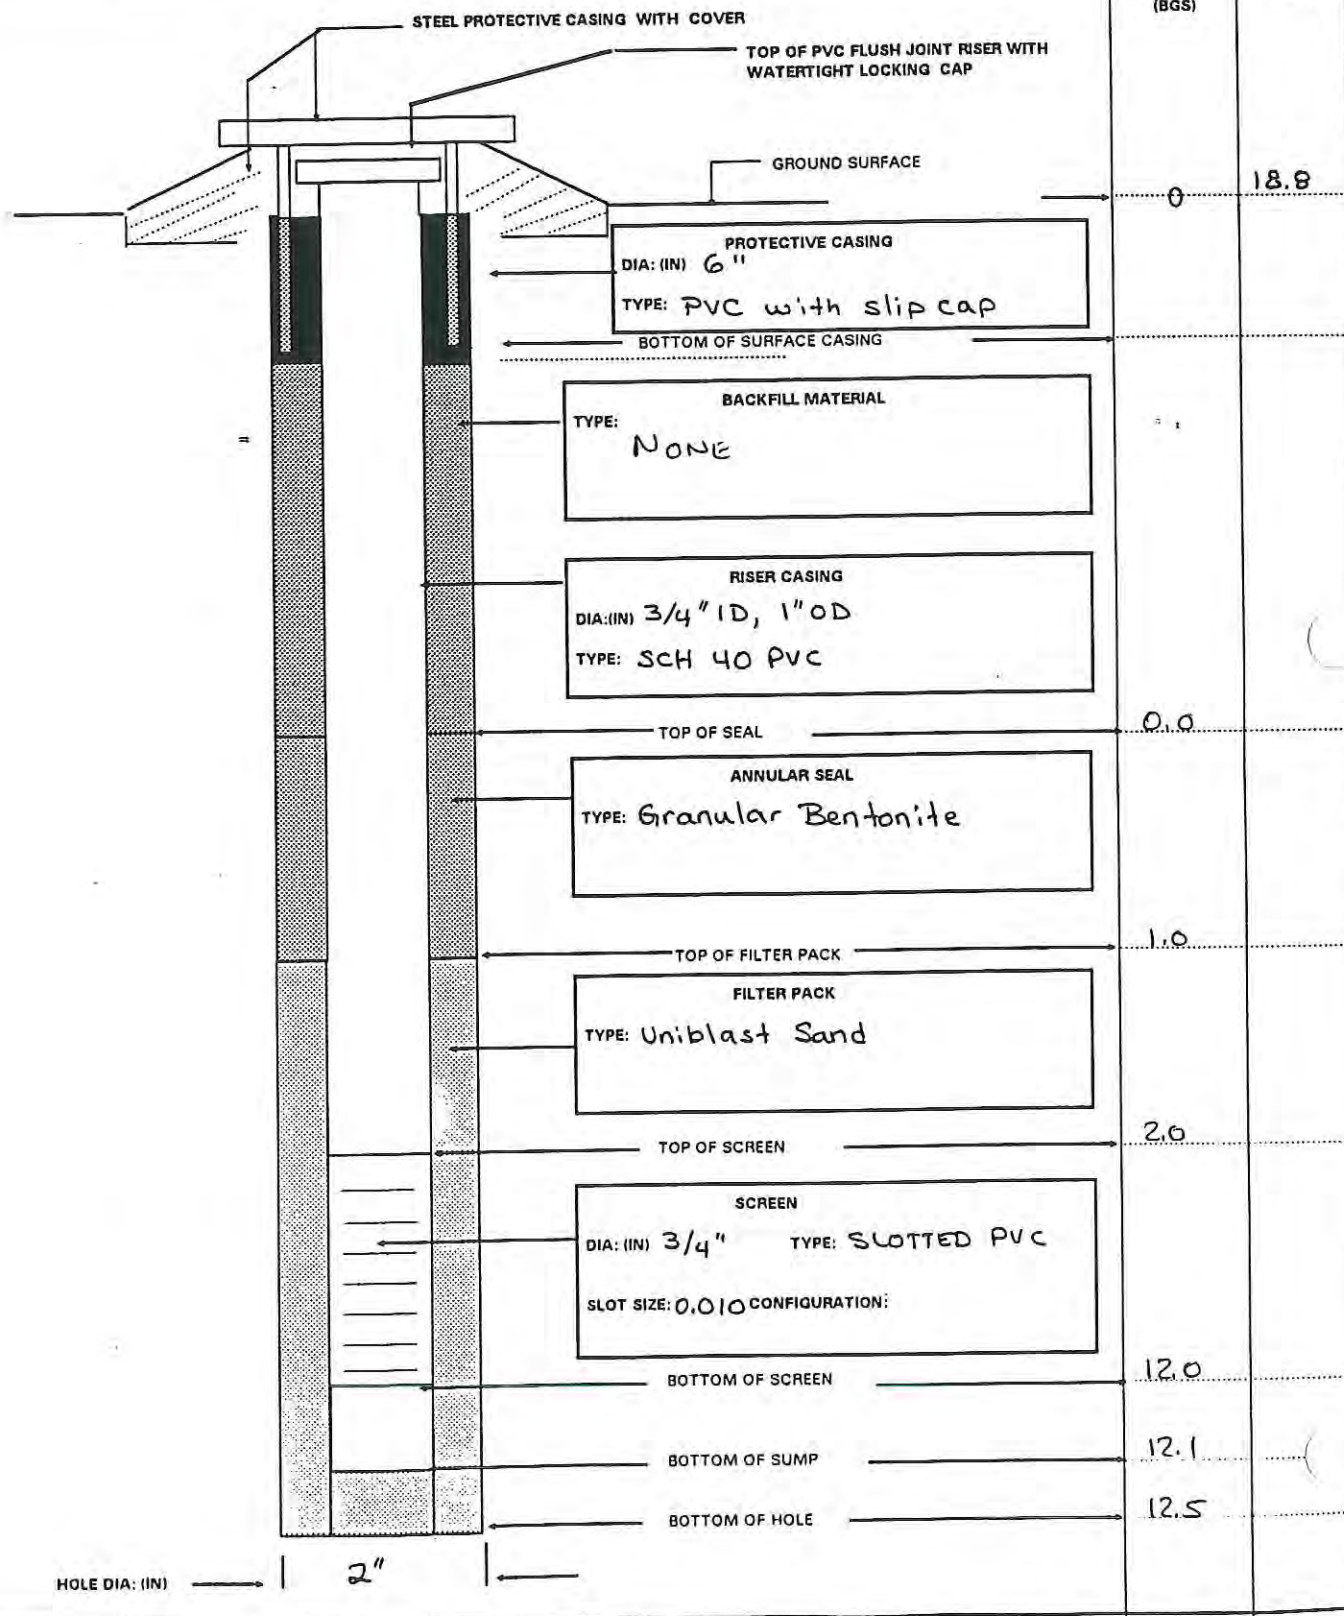 (BGS)
STEEL PROTECTIVE CASING WITH COVER
TOP OF PVC FLUSH JOINT RISER WITH
WATERTIGHT LOCKING CAP
GROUND SURFACE
0
18.8
PROTECTIVE CASING
DIA: (IN) 6"
TYPE: PVC with slip cap
BOTTOM OF SURFACE CASING
BACKFILL MATERIAL
TYPE:
NONE
RISER CASING
DIA:(IN) 3/4" ID, 1" OD
TYPE: SCH 40 PVC
TOP OF SEAL
0.0
ANNULAR SEAL
TYPE: Granular Bentonite
TOP OF FILTER PACK
1.0
FILTER PACK
TYPE: Uniblast Sand
TOP OF SCREEN
2.0
SCREEN
DIA: (IN) 3/4" TYPE: SLOTTED PVC
SLOT SIZE: 0.010 CONFIGURATION:
BOTTOM OF SCREEN
12.0
BOTTOM OF SUMP
12.1
BOTTOM OF HOLE
12.5
HOLE DIA: (IN) 2"